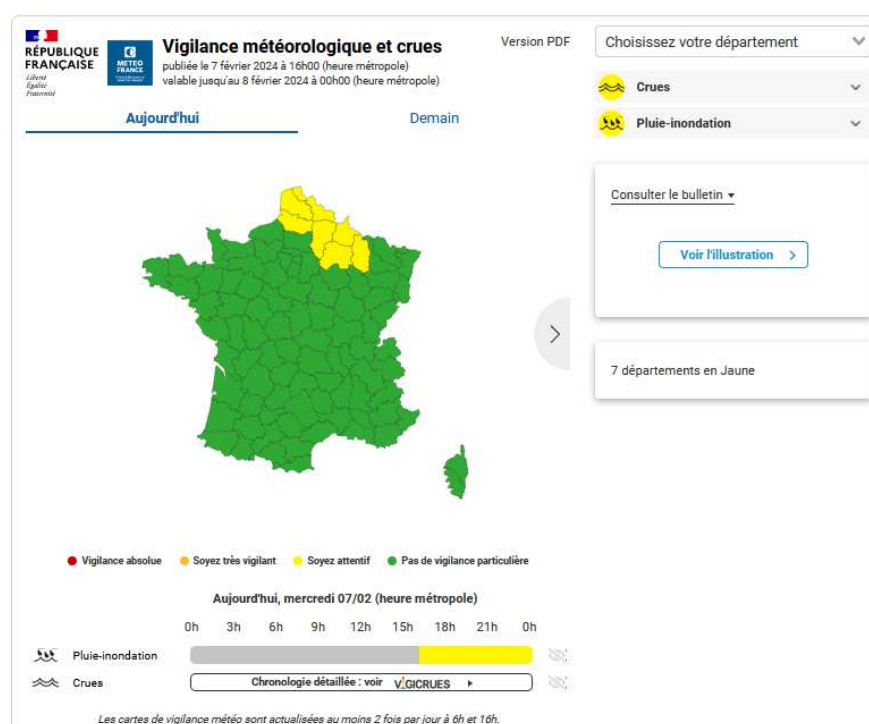 RÉPUBLIQUE
FRANÇAISE
Liberté
Égalité
Fraternité
METEO
FRANCE
Vigilance météorologique et crues
publiée le 7 février 2024 à 16h00 (heure métropole)
valable jusqu'au 8 février 2024 à 00h00 (heure métropole)
Version PDF
Aujourd'hui
Demain
Choisissez votre département
Crues
Pluie-inondation
Consulter le bulletin
Voir l'illustration
7 départements en Jaune
Vigilance absolue Soyez très vigilant Soyez attentif Pas de vigilance particulière
Aujourd'hui, mercredi 07/02 (heure métropole)
0h 3h 6h 9h 12h 15h 18h 21h 0h
Pluie-inondation
Crues Chronologie détaillée : voir VIGICRUES
Les cartes de vigilance météo sont actualisées au moins 2 fois par jour à 6h et 16h.